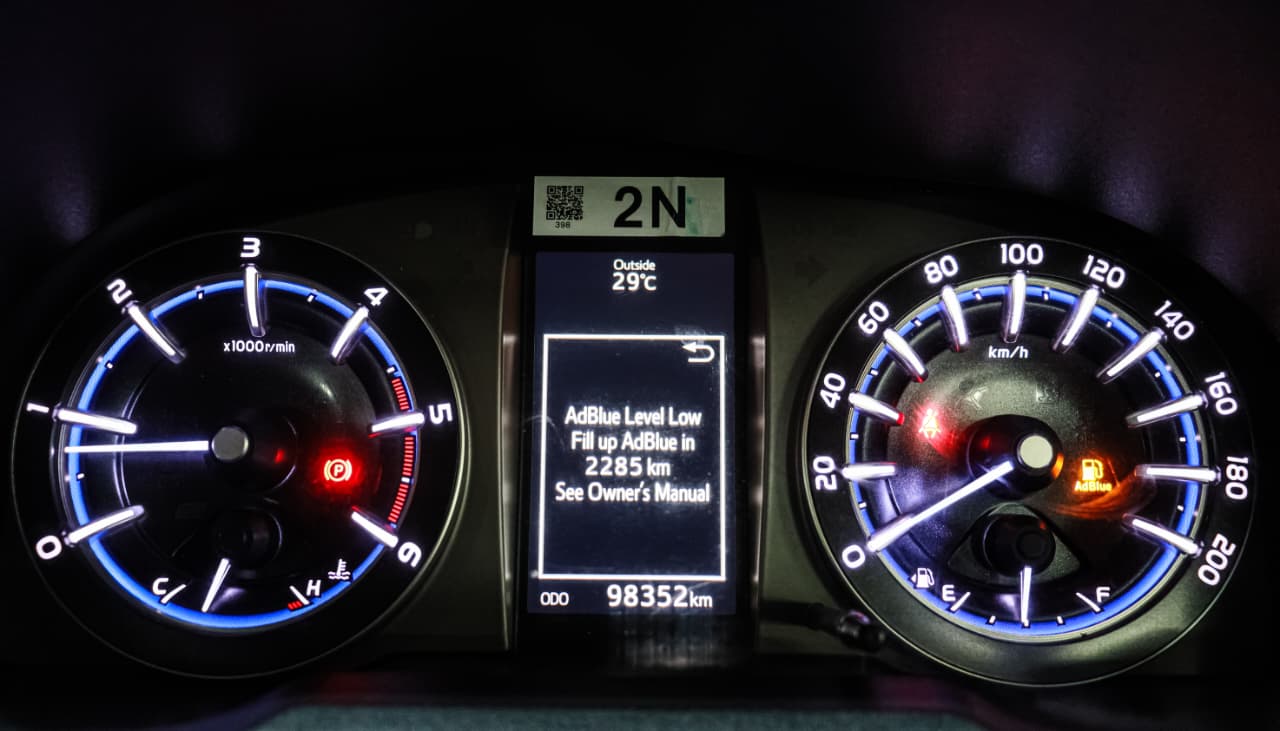 2N
398
Outside
29°C
0
1
2
3
4
5
6
x1000r/min
(P)
C
H
AdBlue Level Low
Fill up AdBlue in
2285 km
See Owner's Manual
ODO 98352km
0
20
40
60
80
100
120
140
160
180
200
km/h
AdBlue
E
F